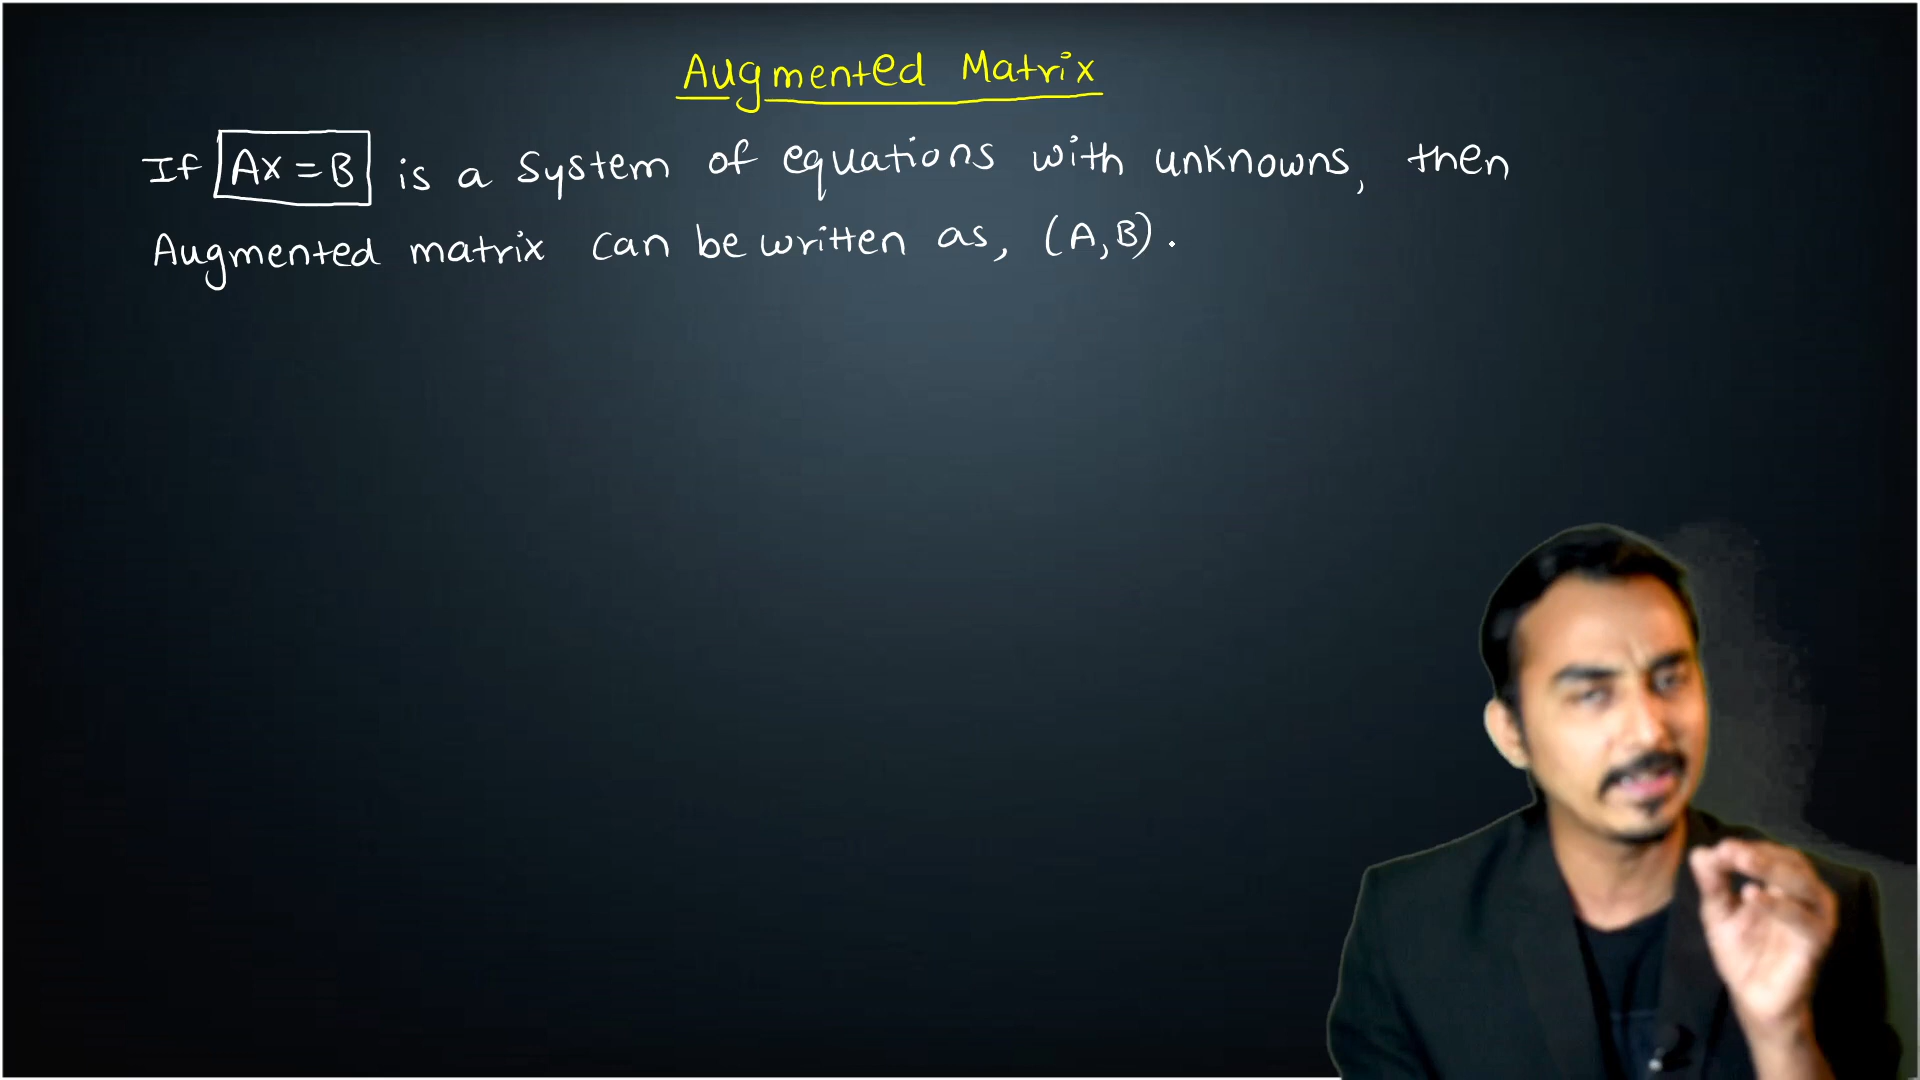 Augmented Matrix
If AX = B is a system of equations with unknowns, then
Augmented matrix can be written as, (A,B).